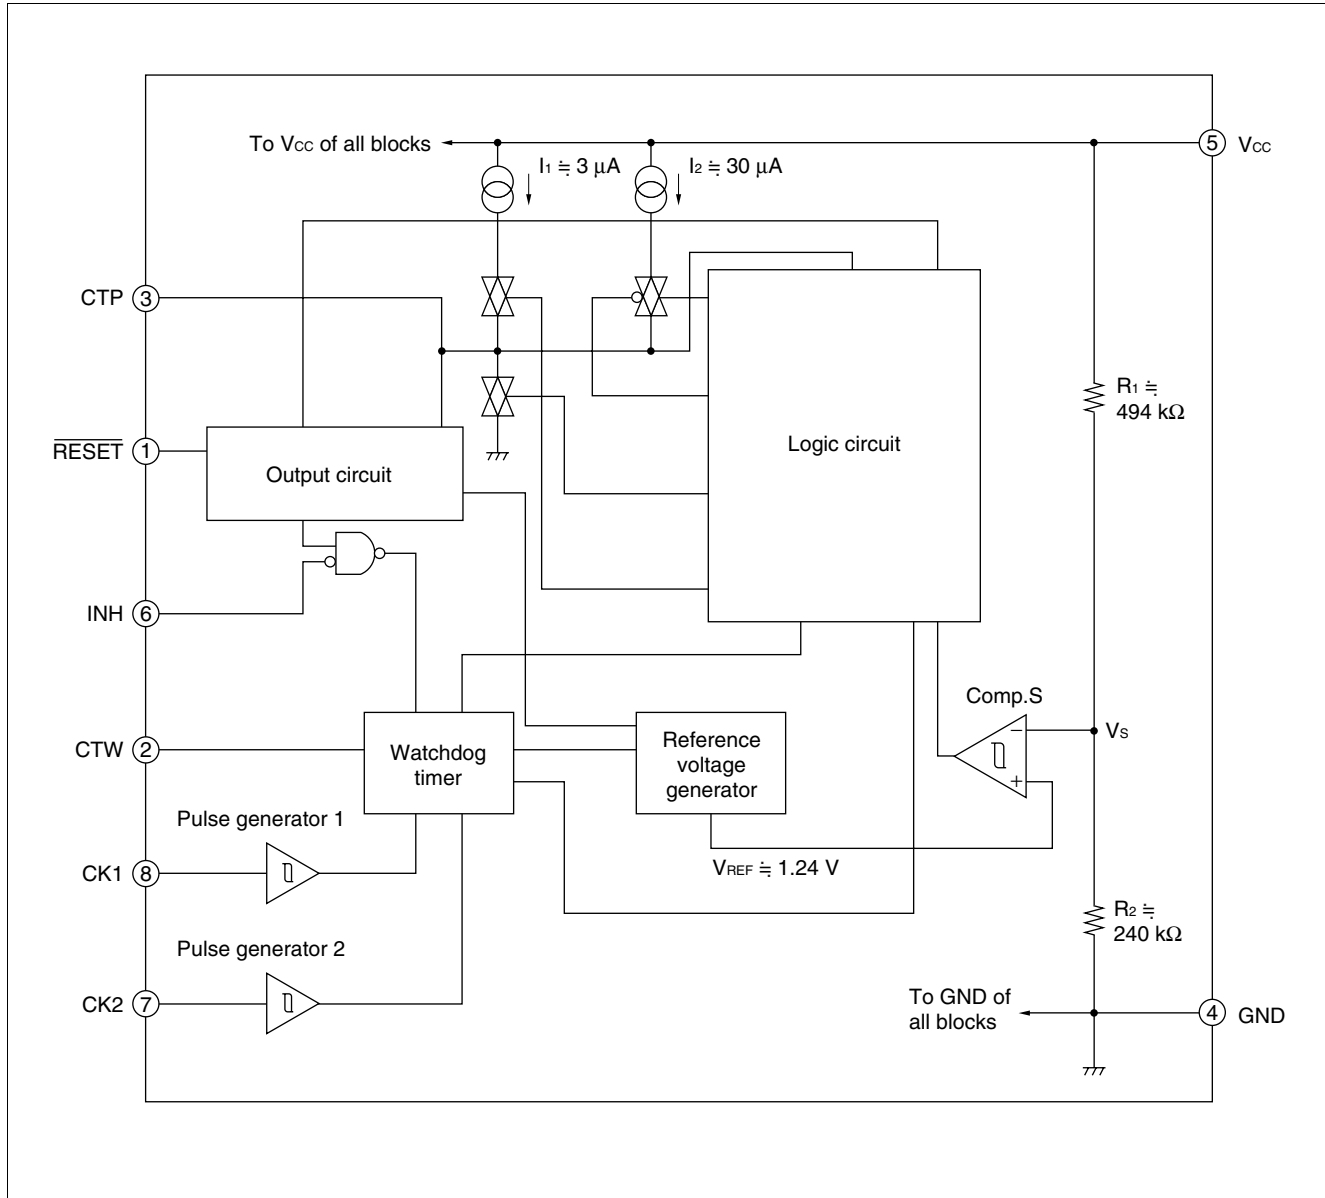 To VCC of all blocks
I1 ≒ 3 μA
I2 ≒ 30 μA
5
VCC
CTP
3
R1 ≒
494 kΩ
RESET
1
Output circuit
Logic circuit
INH
6
Comp.S
−
+
VS
CTW
2
Watchdog
timer
Reference
voltage
generator
Pulse generator 1
CK1
8
VREF ≒ 1.24 V
R2 ≒
240 kΩ
Pulse generator 2
CK2
7
To GND of
all blocks
4
GND